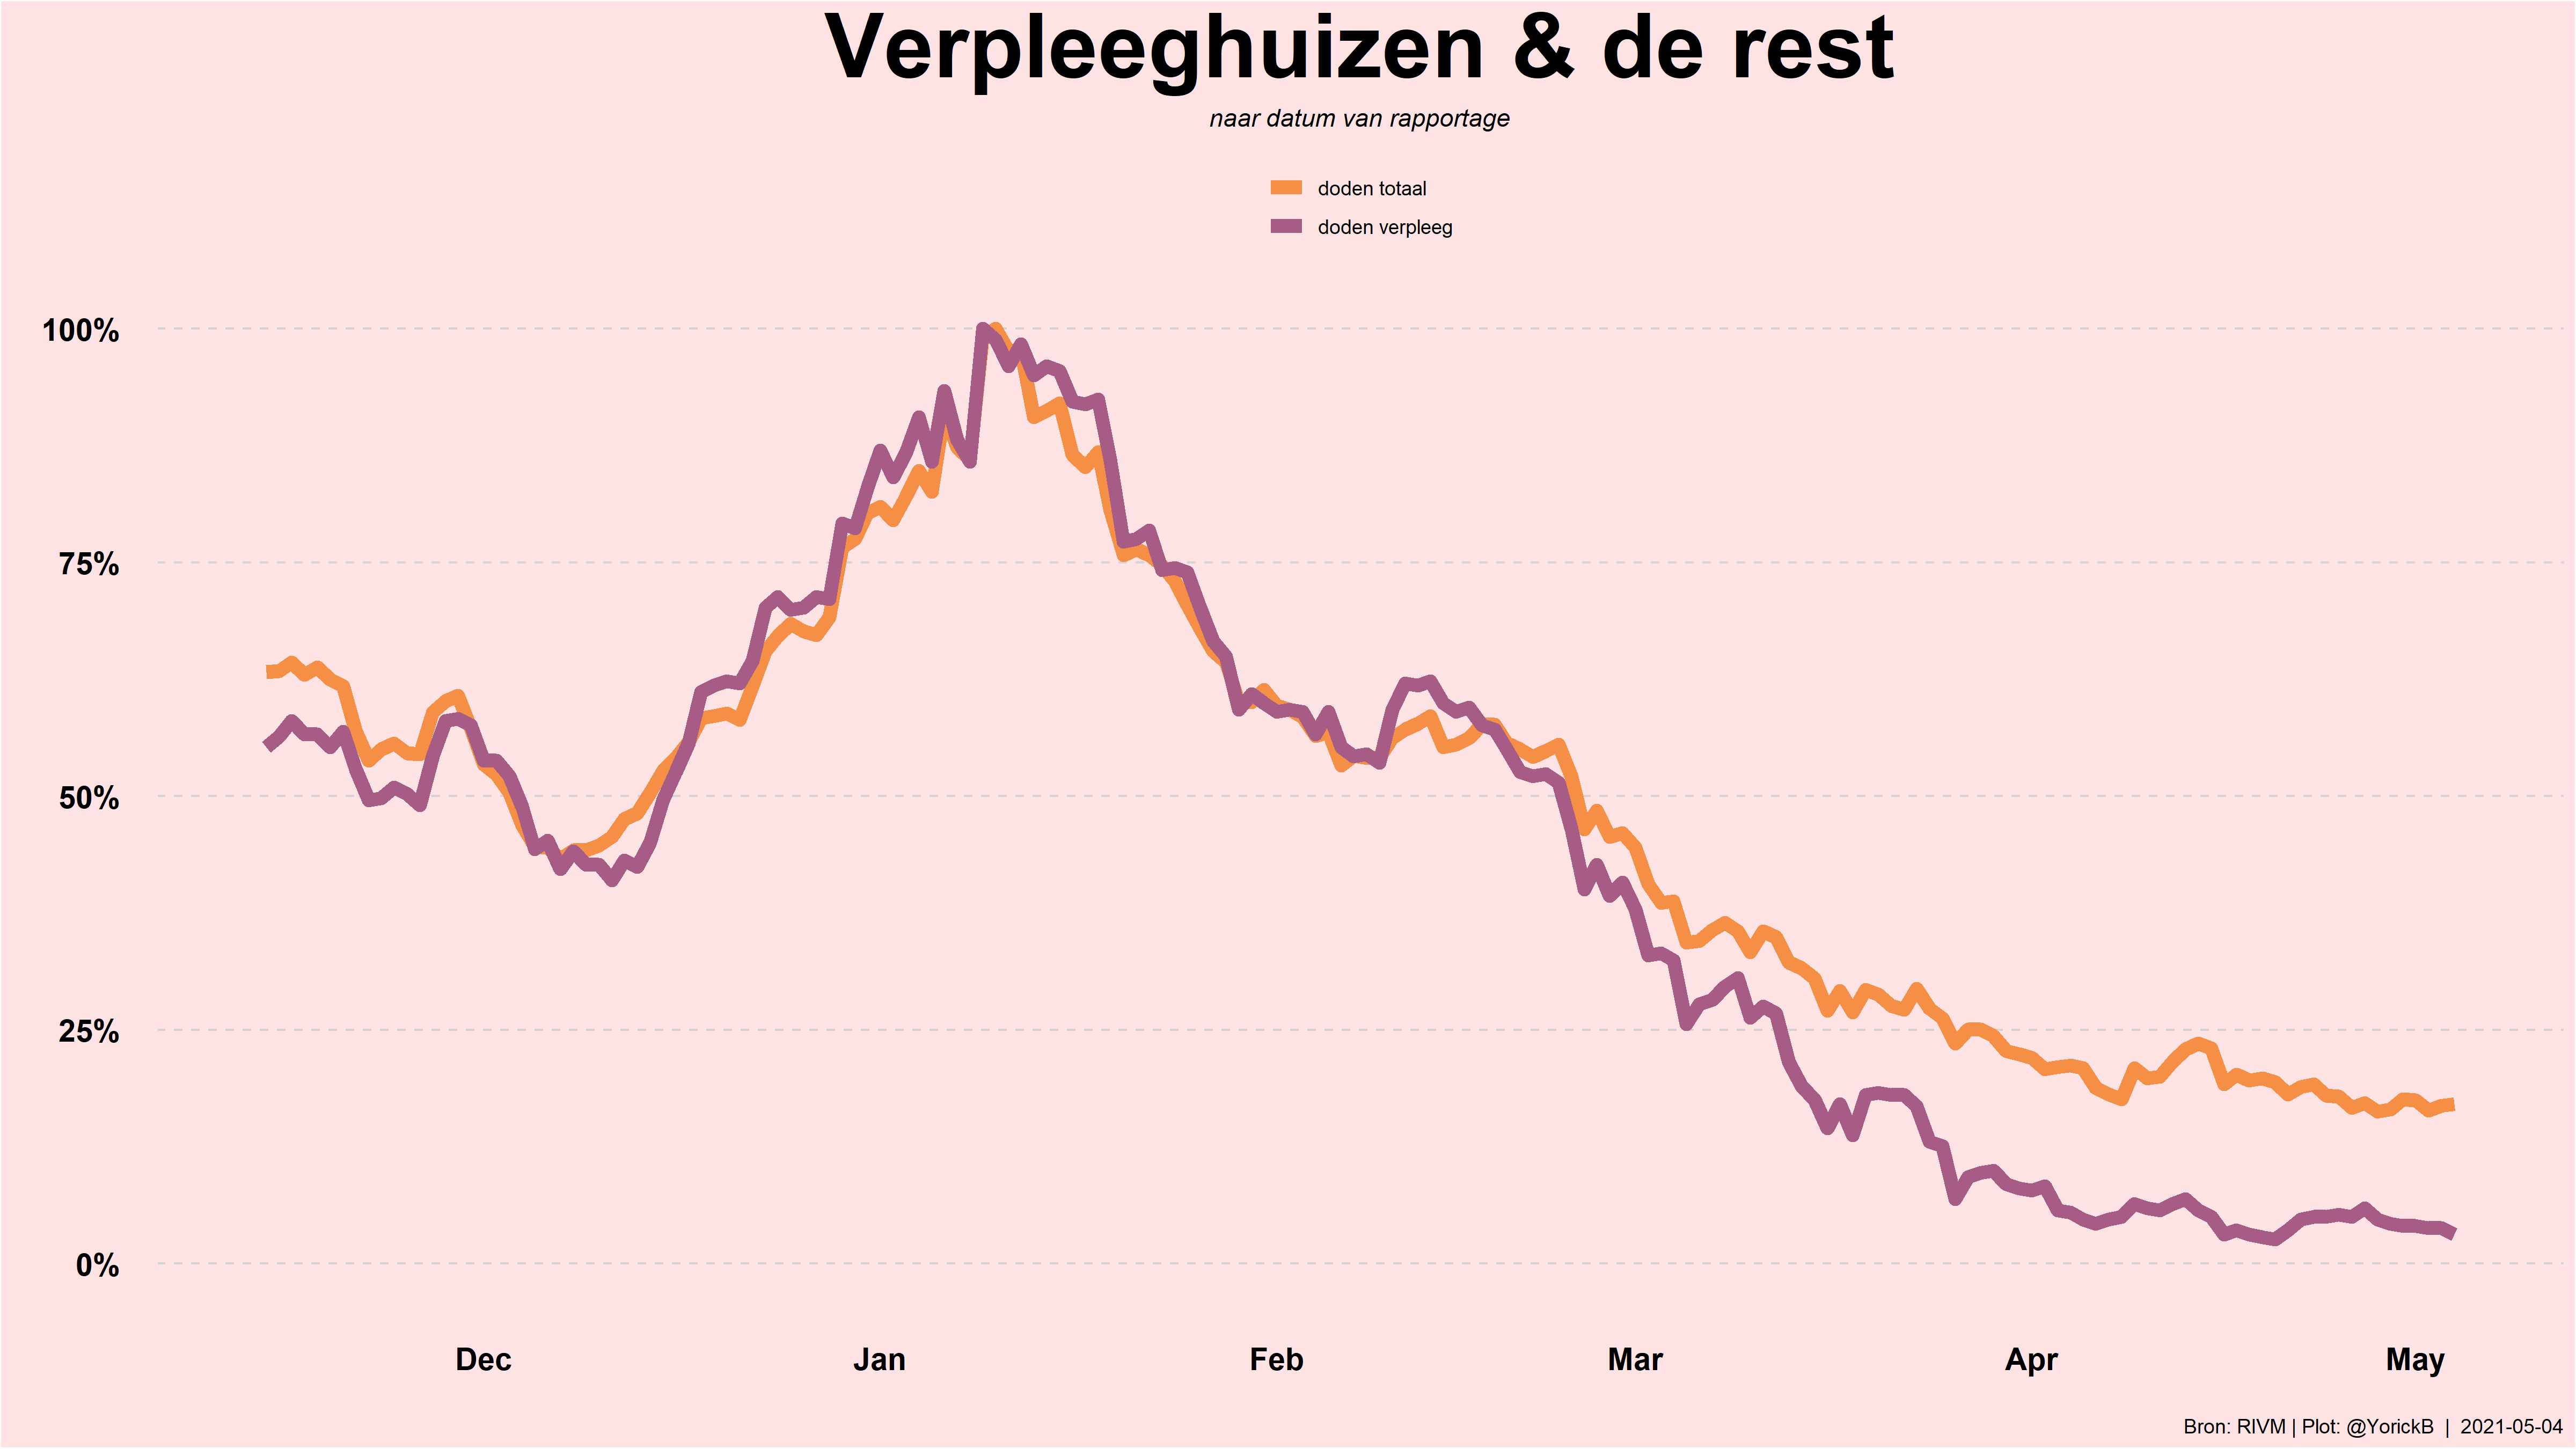 Verpleeghuizen & de rest
naar datum van rapportage
doden totaal
doden verpleeg
100%
75%
50%
25%
0%
Dec Jan Feb Mar Apr May
Bron: RIVM | Plot: @YorickB | 2021-05-04